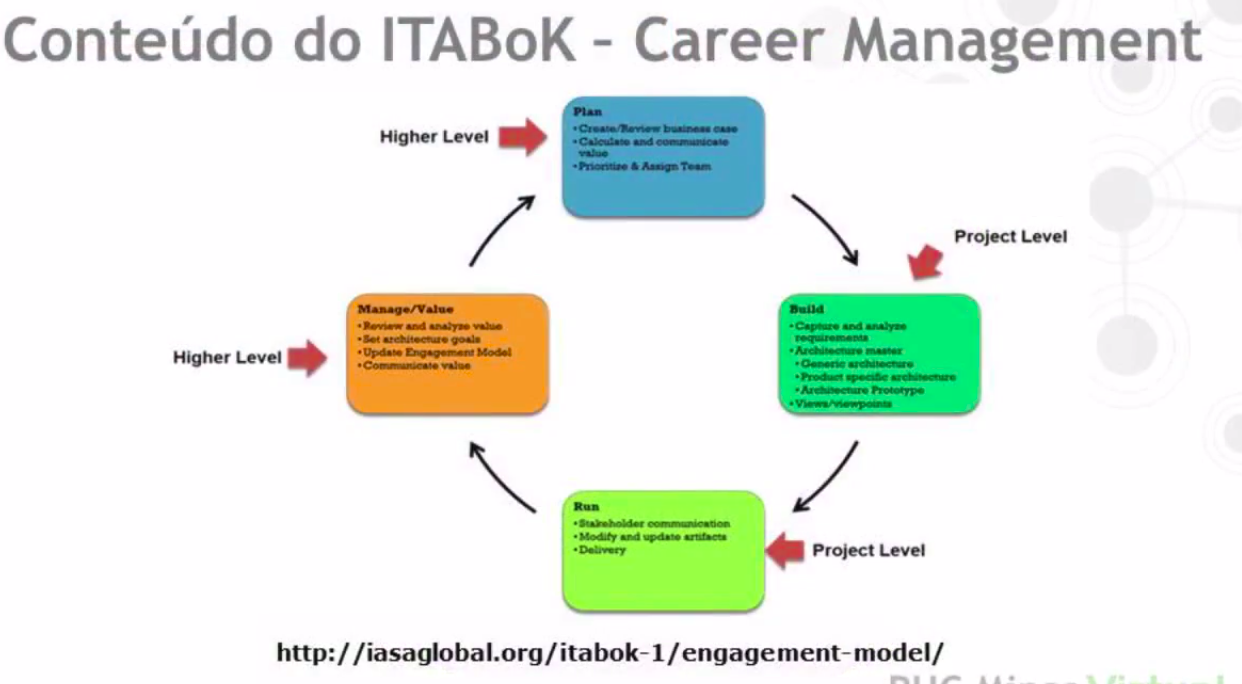 Conteúdo do ITABoK - Career Management
Higher Level
Plan
•Create/Review business case
•Calculate and communicate
value
•Prioritize & Assign Team
Project Level
Build
•Capture and analyze
requirements
•Architecture master
•Generic architecture
•Product specific architecture
•Architecture Prototype
•Views/viewpoints
Manage/Value
•Review and analyze value
•Set architecture goals
•Update Engagement Model
•Communicate value
Higher Level
Run
•Stakeholder communication
•Modify and update artifacts
•Delivery
Project Level
http://iasaglobal.org/itabok-1/engagement-model/
PUC Minas Virtual